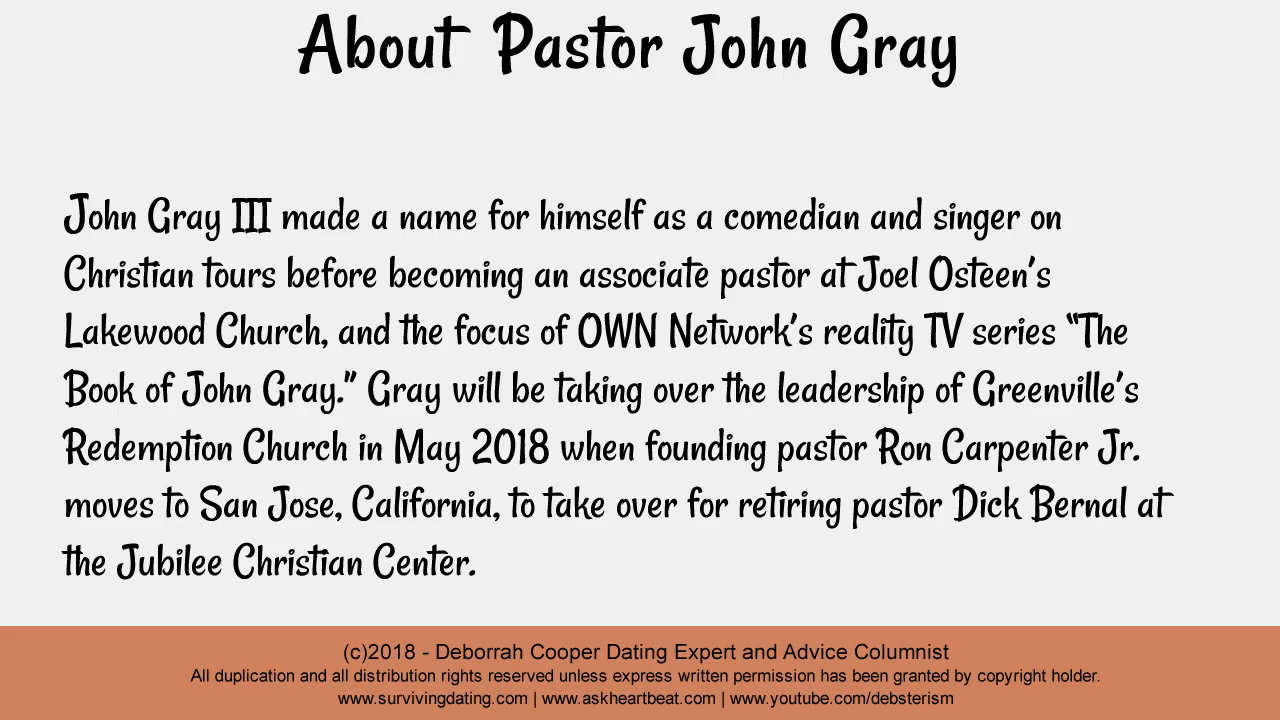 About Pastor John Gray
John Gray III made a name for himself as a comedian and singer on
Christian tours before becoming an associate pastor at Joel Osteen's
Lakewood Church, and the focus of OWN Network's reality TV series "The
Book of John Gray." Gray will be taking over the leadership of Greenville's
Redemption Church in May 2018 when founding pastor Ron Carpenter Jr.
moves to San Jose, California, to take over for retiring pastor Dick Bernal at
the Jubilee Christian Center.
(c)2018 - Deborrah Cooper Dating Expert and Advice Columnist
All duplication and all distribution rights reserved unless express written permission has been granted by copyright holder.
www.survivingdating.com | www.askheartbeat.com | www.youtube.com/debsterism